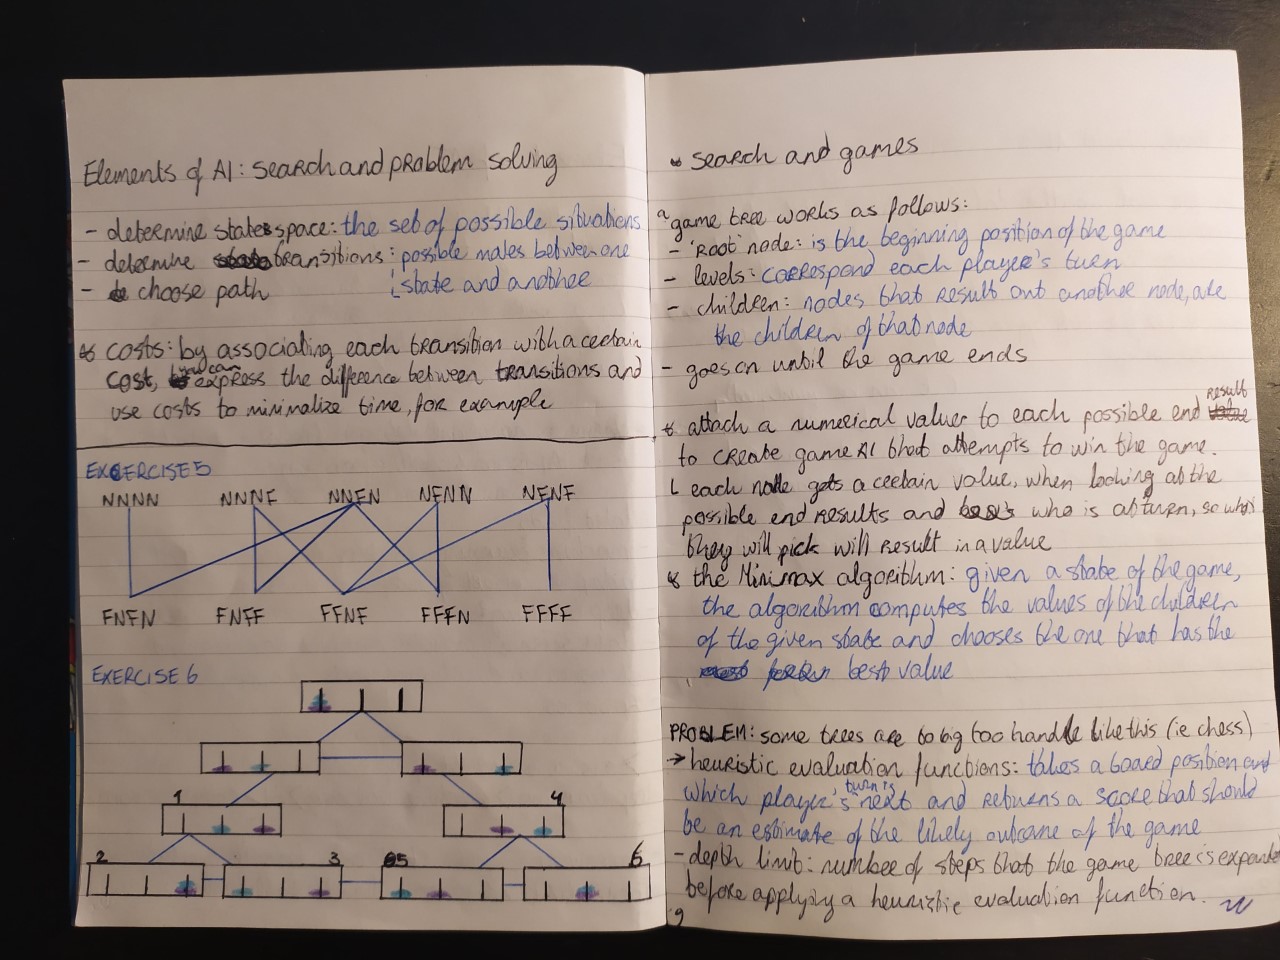 Elements of AI: search and problem solving
- determine states space: the set of possible situations
- determine transitions: possible moves between one
state and another
- choose path
costs: by associating each transition with a certain
cost, you can express the difference between transitions and
use costs to minimalize time, for example
EXERCISE 5
NNNN NNNF NNFN NFNN NFNF
FNFN FNFF FFNF FFFN FFFF
EXERCISE 6
1 4
2 3 5 6
search and games
a game tree works as follows:
- 'Root' node: is the beginning position of the game
- levels: correspond each player's turn
- children: nodes that result out another node, are
the children of that node
- goes on until the game ends
attach a numerical values to each possible end result
to create game AI that attempts to win the game.
each node gets a certain value, when looking at the
possible end results and who is at turn, so what
they will pick will result in a value
the Minimax algorithm: given a state of the game,
the algorithm computes the values of the children
of the given state and chooses the one that has the
best value
PROBLEM: some trees are to big too handle like this (ie chess)
→ heuristic evaluation functions: takes a board position and
which player's turn is next and returns a score that should
be an estimate of the likely outcome of the game
- depth limit: number of steps that the game tree is expanded
before applying a heuristic evaluation function.